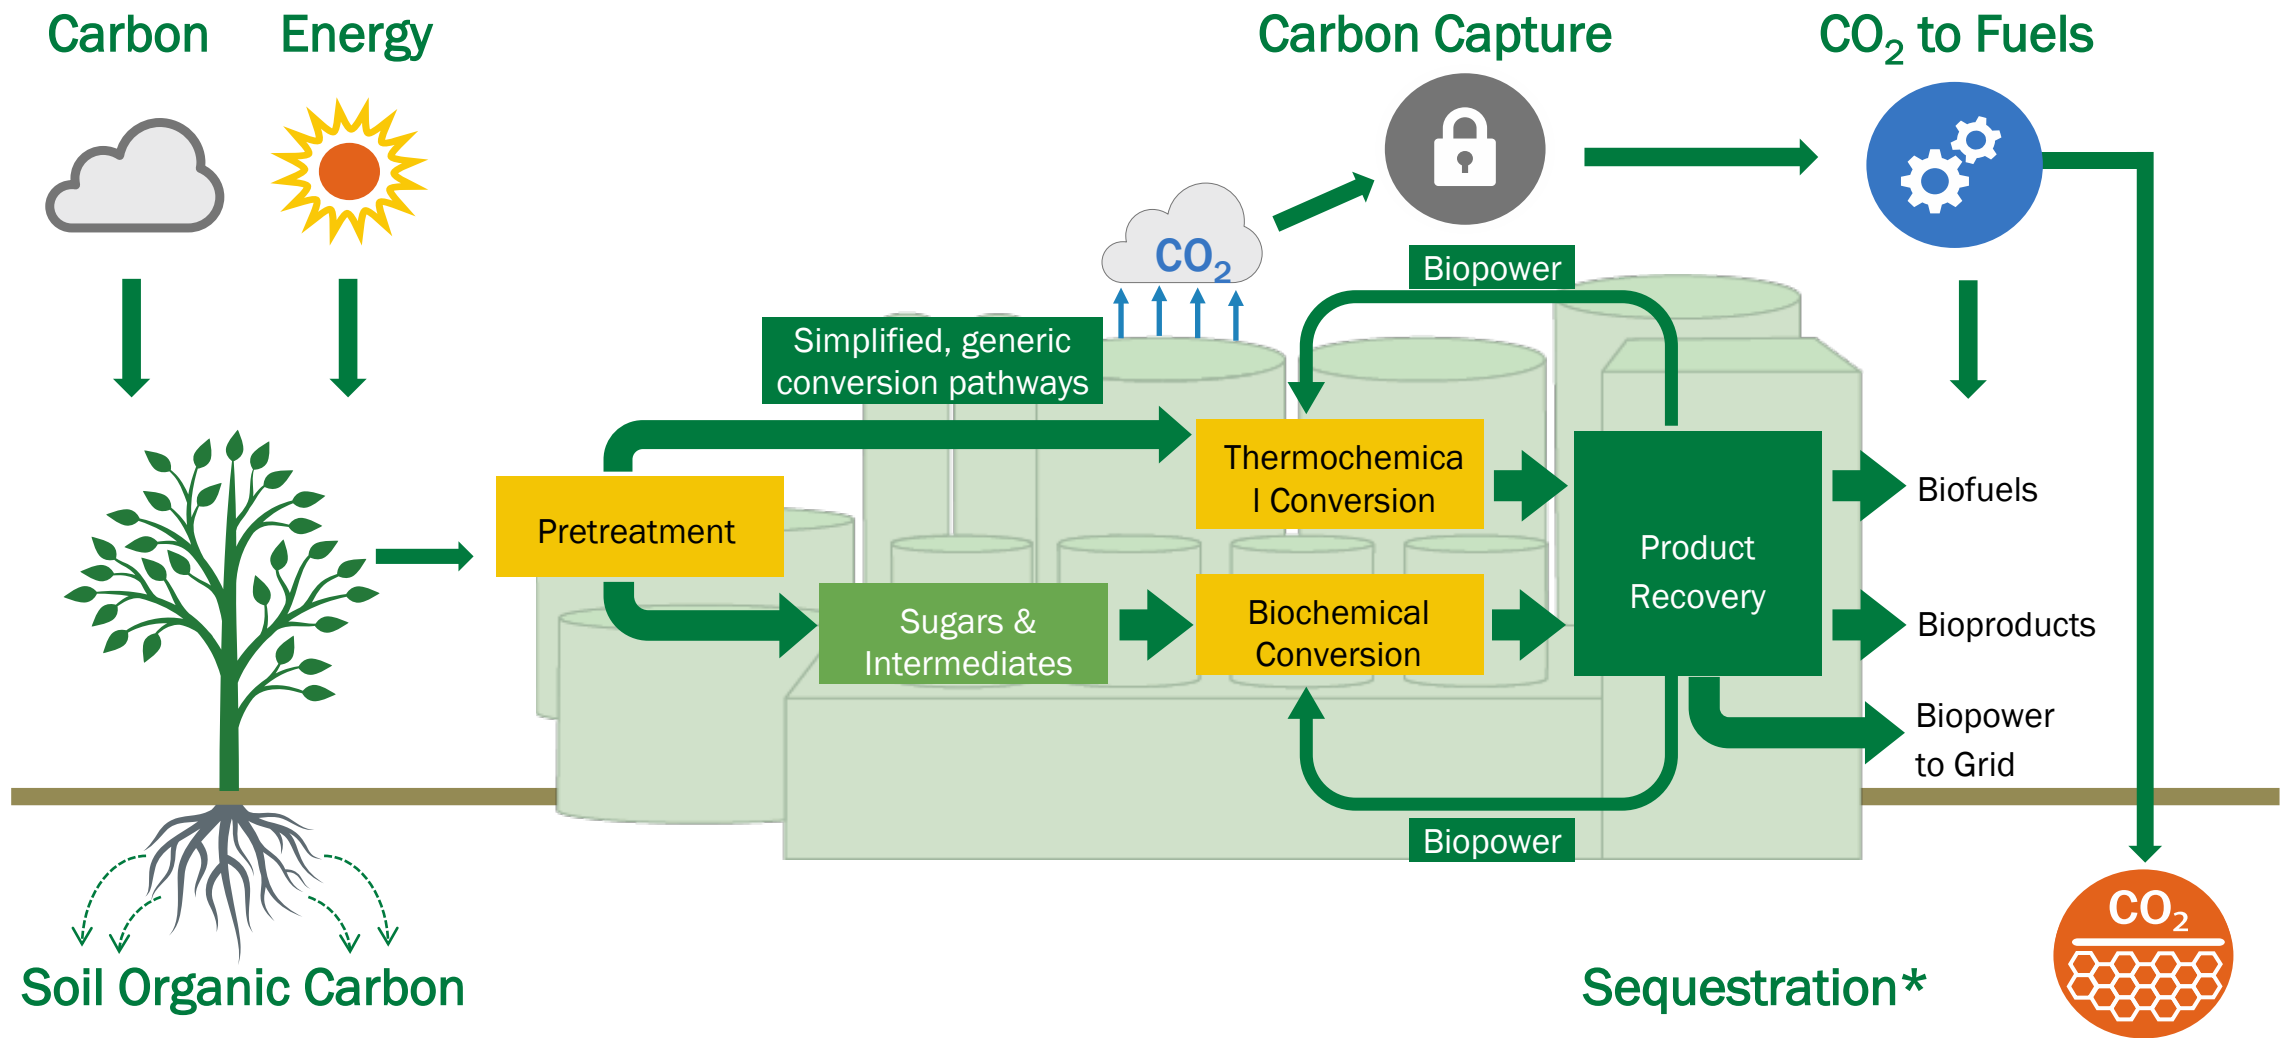 Carbon
Energy
Carbon Capture
CO₂ to Fuels
CO₂
Biopower
Simplified, generic
conversion pathways
Thermochemica
l Conversion
Pretreatment
Biofuels
Product
Recovery
Sugars &
Intermediates
Biochemical
Conversion
Bioproducts
Biopower
to Grid
Biopower
CO₂
Soil Organic Carbon
Sequestration*